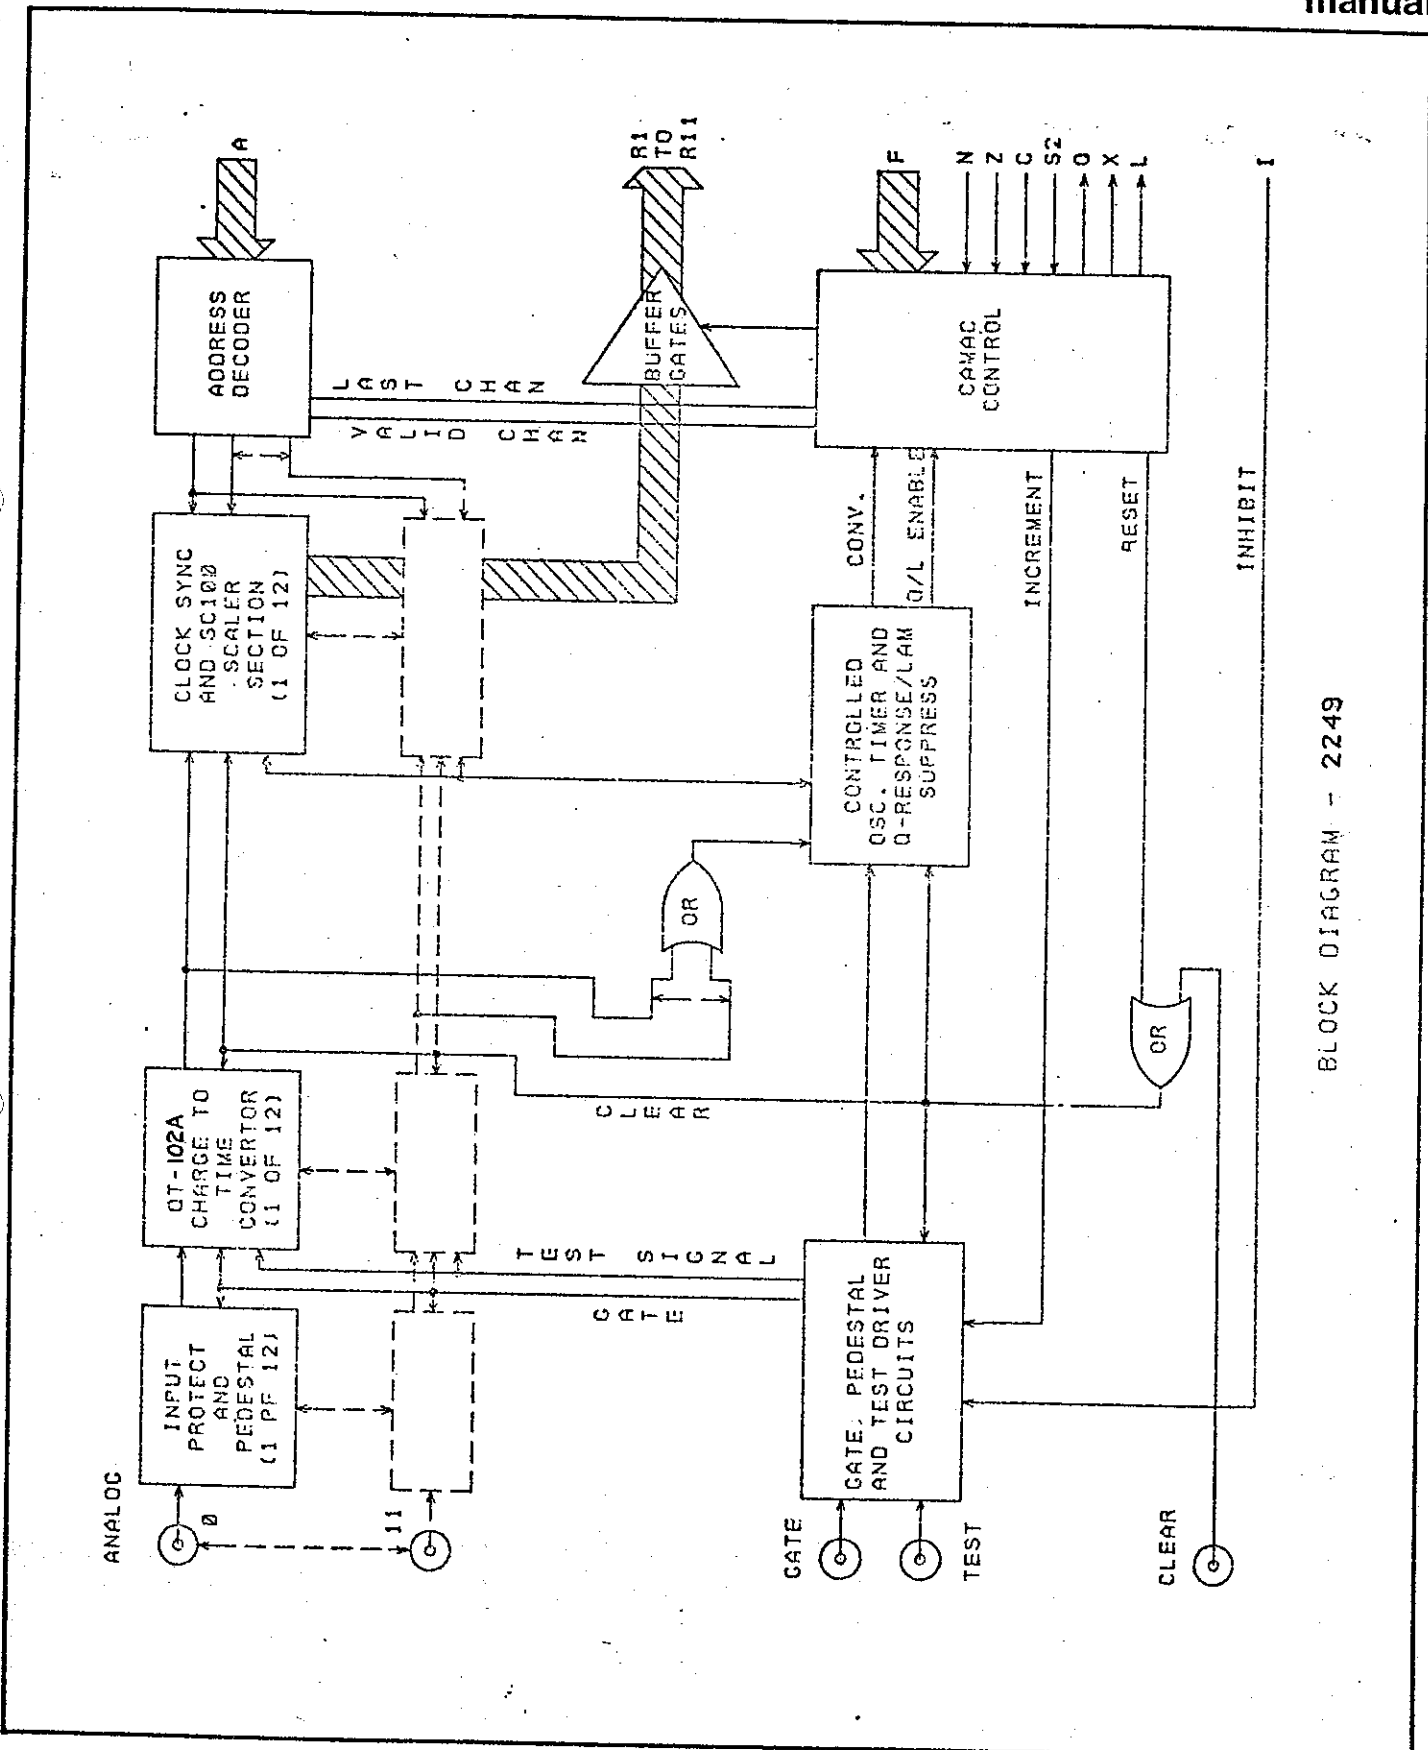 manual
ANALOG
0
11
INPUT
PROTECT
AND
PEDESTAL
(1 PF 12)
QT-102A
CHARGE TO
TIME
CONVERTOR
(1 OF 12)
CLOCK SYNC
AND SC100
SCALER
SECTION
(1 OF 12)
ADDRESS
DECODER
A
LAST CHAN
VALID CHAN
BUFFER
GATES
R1
TO
R11
TEST SIGNAL
GATE
CLEAR
OR
GATE
TEST
GATE, PEDESTAL
AND TEST DRIVER
CIRCUITS
CONTROLLED
OSC. TIMER AND
Q-RESPONSE/LAM
SUPPRESS
CONV.
Q/L ENABLE
CAMAC
CONTROL
F
N
Z
C
S2
Q
X
L
INCREMENT
RESET
OR
CLEAR
INHIBIT
I
BLOCK DIAGRAM - 2249